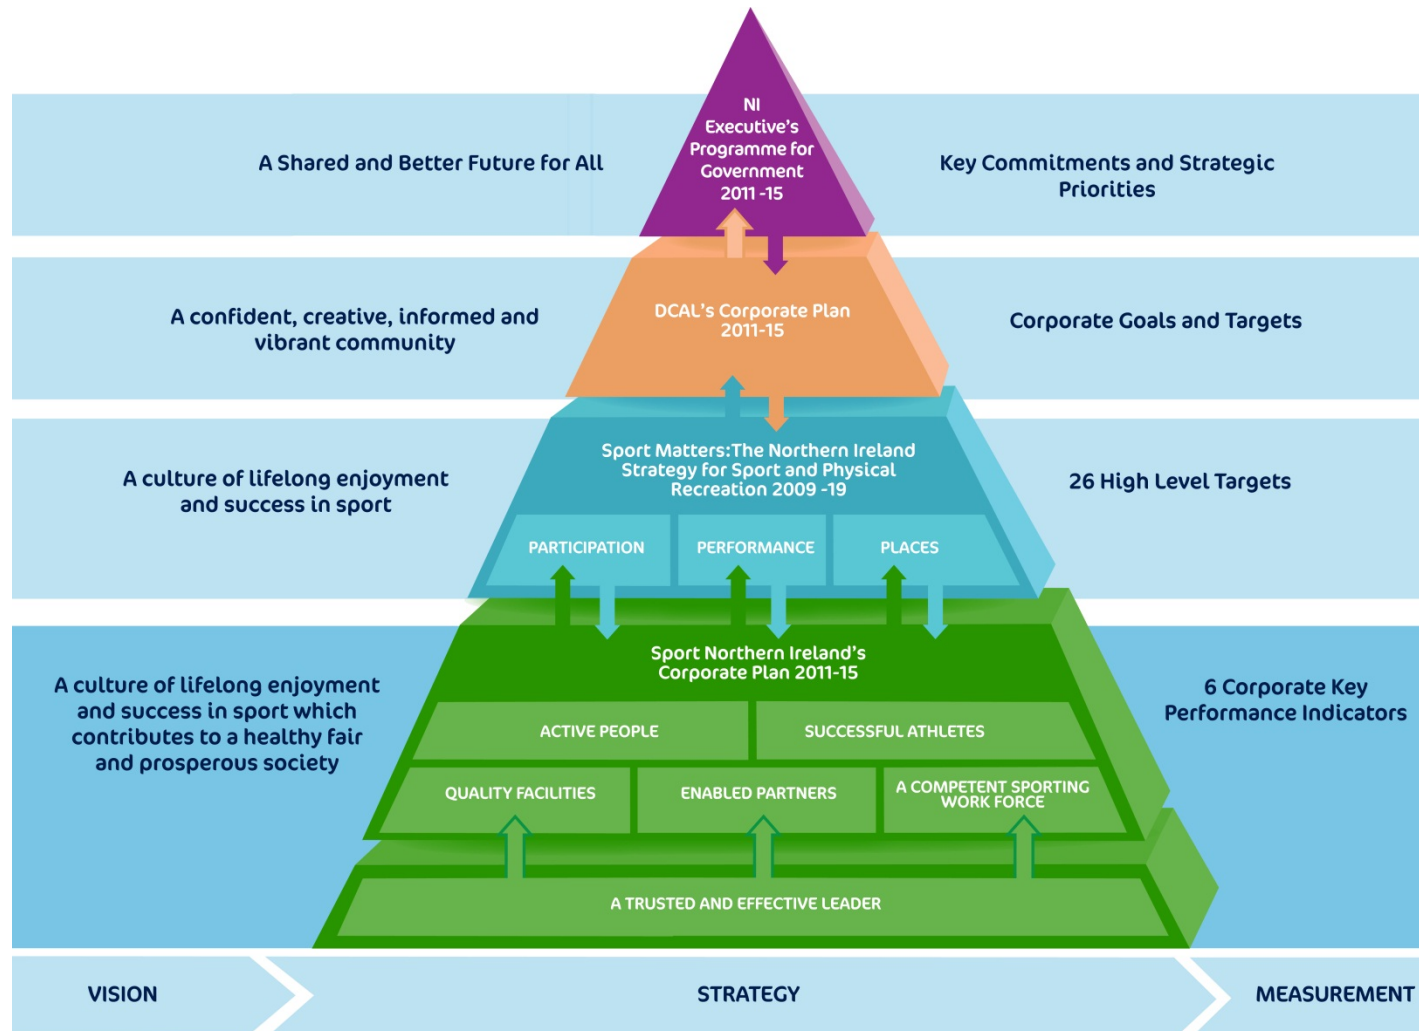 NI
Executive's
Programme for
Government
2011 -15
A Shared and Better Future for All
Key Commitments and Strategic
Priorities
DCAL's Corporate Plan
2011-15
A confident, creative, informed and
vibrant community
Corporate Goals and Targets
Sport Matters:The Northern Ireland
Strategy for Sport and Physical
Recreation 2009 -19
A culture of lifelong enjoyment
and success in sport
26 High Level Targets
PARTICIPATION
PERFORMANCE
PLACES
Sport Northern Ireland's
Corporate Plan 2011-15
A culture of lifelong enjoyment
and success in sport which
contributes to a healthy fair
and prosperous society
6 Corporate Key
Performance Indicators
ACTIVE PEOPLE
SUCCESSFUL ATHLETES
QUALITY FACILITIES
ENABLED PARTNERS
A COMPETENT SPORTING
WORK FORCE
A TRUSTED AND EFFECTIVE LEADER
VISION
STRATEGY
MEASUREMENT